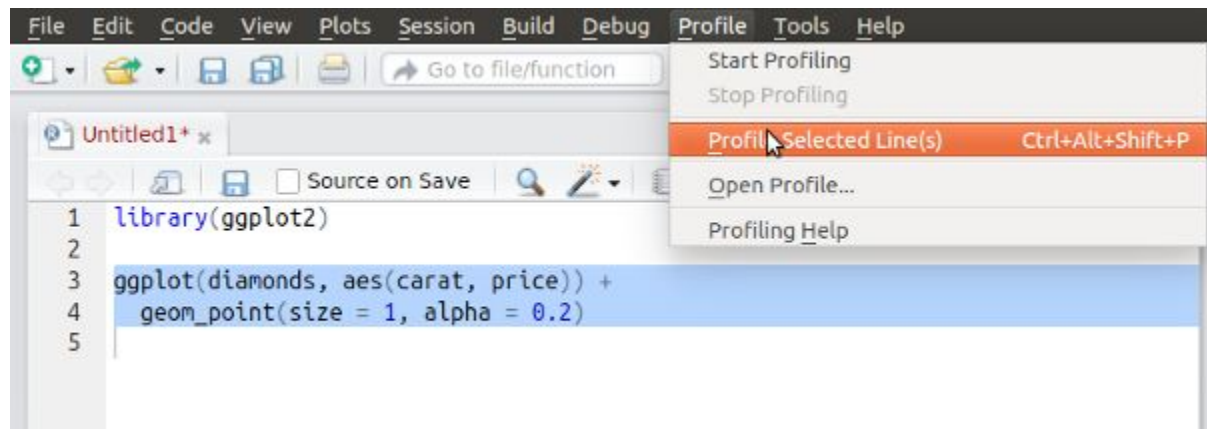 File Edit Code View Plots Session Build Debug Profile Tools Help
Go to file/function
Start Profiling
Stop Profiling
Profile Selected Line(s) Ctrl+Alt+Shift+P
Open Profile...
Profiling Help
Untitled1*
Source on Save
1 library(ggplot2)
2
3 ggplot(diamonds, aes(carat, price)) +
4 geom_point(size = 1, alpha = 0.2)
5